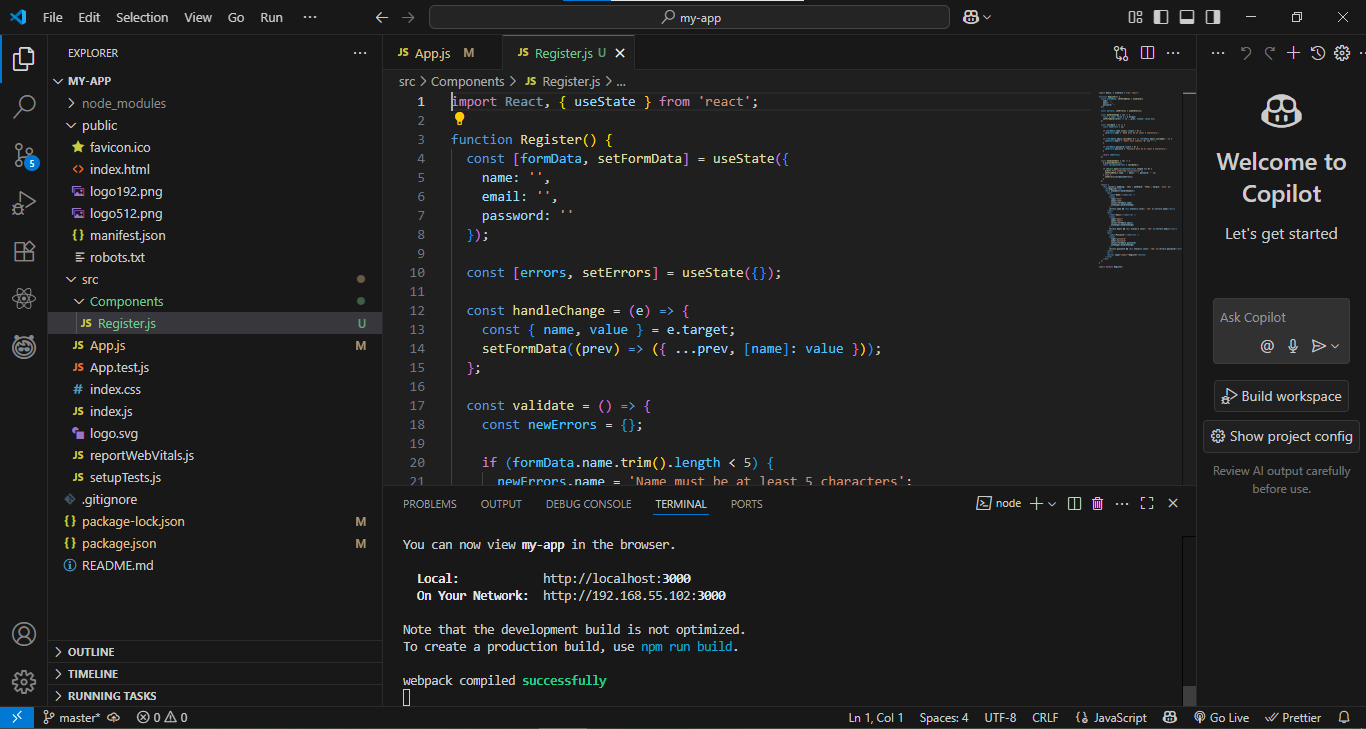 File Edit Selection View Go Run ···
my-app
EXPLORER ···
MY-APP
node_modules
public
favicon.ico
index.html
logo192.png
logo512.png
manifest.json
robots.txt
src
Components
Register.js U
App.js M
App.test.js
index.css
index.js
logo.svg
reportWebVitals.js
setupTests.js
.gitignore
package-lock.json M
package.json M
README.md
OUTLINE
TIMELINE
RUNNING TASKS
5
JS App.js M JS Register.js U
src > Components > JS Register.js > ...
1 import React, { useState } from 'react';
2
3 function Register() {
4 const [formData, setFormData] = useState({
5 name: '',
6 email: '',
7 password: ''
8 });
9
10 const [errors, setErrors] = useState({});
11
12 const handleChange = (e) => {
13 const { name, value } = e.target;
14 setFormData((prev) => ({ ...prev, [name]: value }));
15 };
16
17 const validate = () => {
18 const newErrors = {};
19
20 if (formData.name.trim().length < 5) {
21 newErrors.name = 'Name must be at least 5 characters';
PROBLEMS OUTPUT DEBUG CONSOLE TERMINAL PORTS
node
You can now view my-app in the browser.
Local: http://localhost:3000
On Your Network: http://192.168.55.102:3000
Note that the development build is not optimized.
To create a production build, use npm run build.
webpack compiled successfully
Welcome to
Copilot
Let's get started
Ask Copilot
Build workspace
Show project config
Review AI output carefully
before use.
master* 0 0
Ln 1, Col 1 Spaces: 4 UTF-8 CRLF JavaScript Go Live Prettier